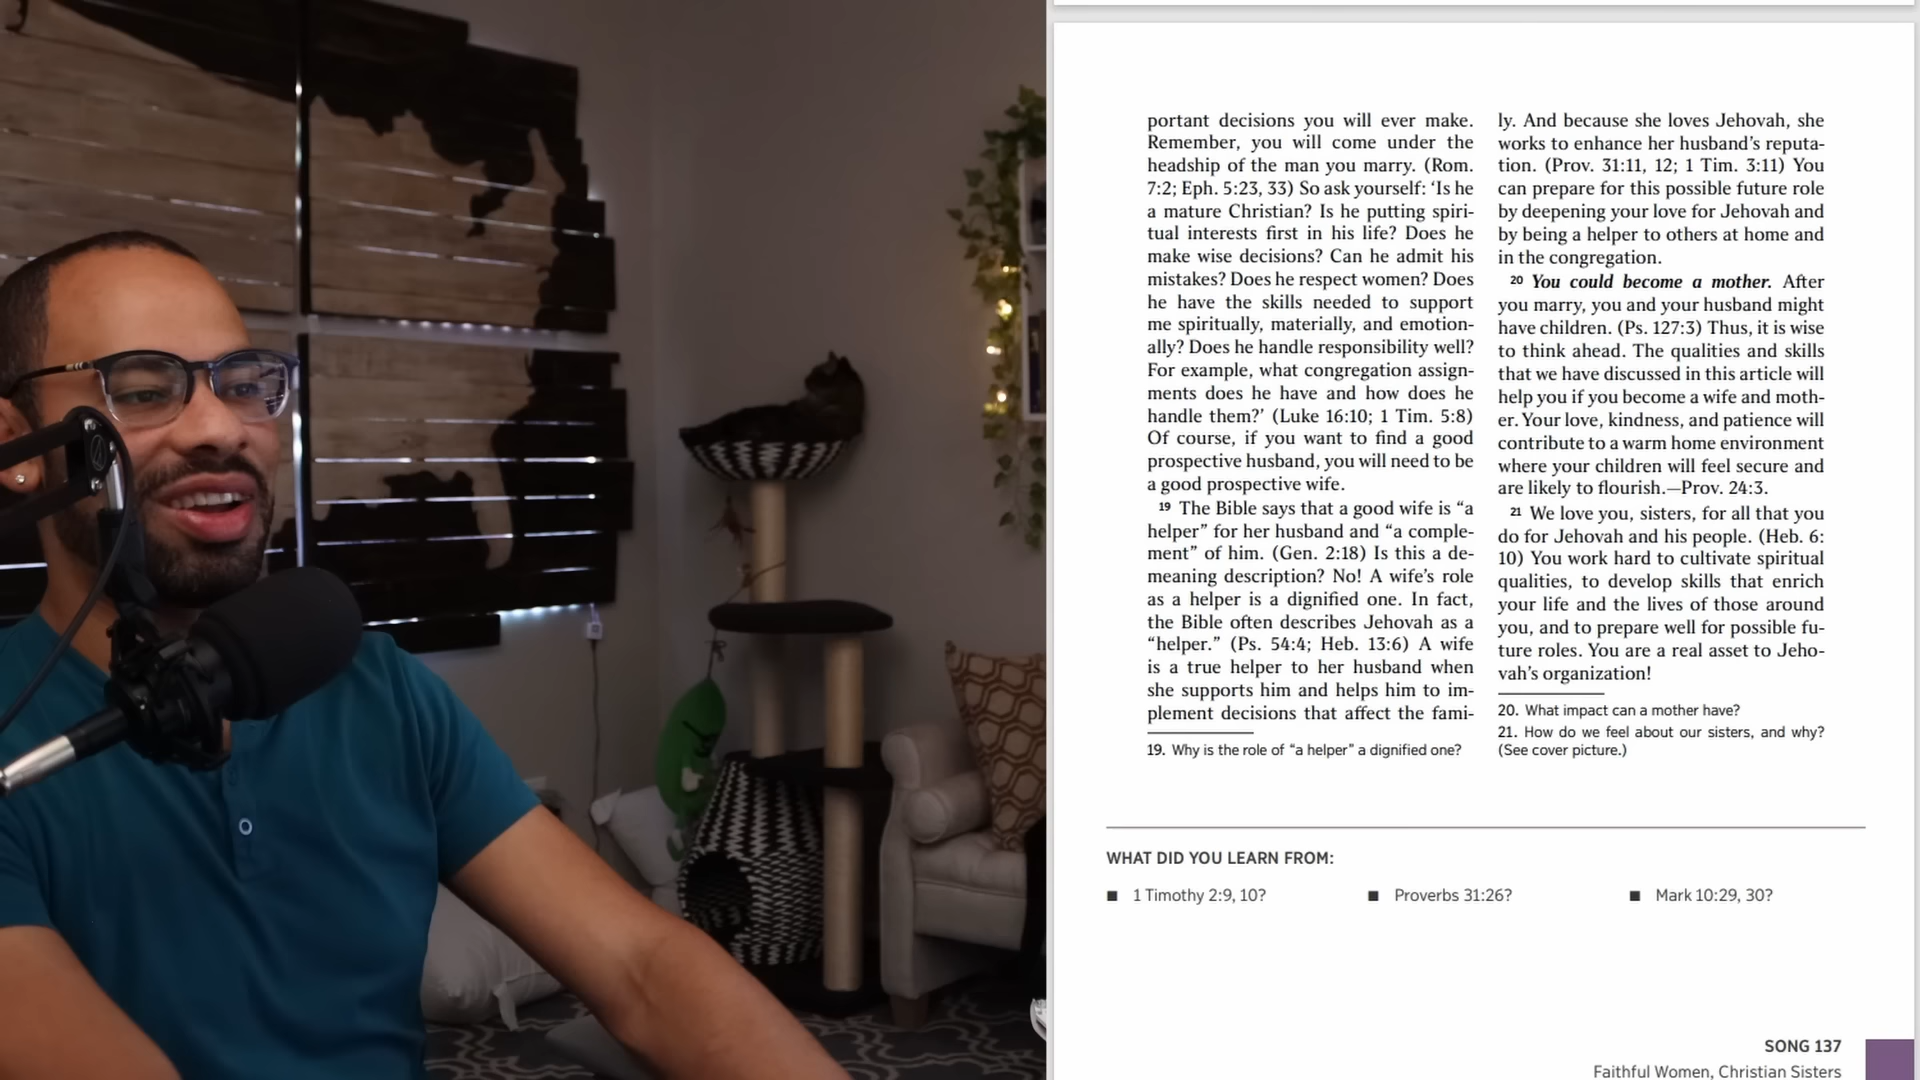 portant decisions you will ever make.
Remember, you will come under the
headship of the man you marry. (Rom.
7:2; Eph. 5:23, 33) So ask yourself: ‘Is he
a mature Christian? Is he putting spiri-
tual interests first in his life? Does he
make wise decisions? Can he admit his
mistakes? Does he respect women? Does
he have the skills needed to support
me spiritually, materially, and emotion-
ally? Does he handle responsibility well?
For example, what congregation assign-
ments does he have and how does he
handle them?’ (Luke 16:10; 1 Tim. 5:8)
Of course, if you want to find a good
prospective husband, you will need to be
a good prospective wife.
19 The Bible says that a good wife is “a
helper” for her husband and “a comple-
ment” of him. (Gen. 2:18) Is this a de-
meaning description? No! A wife’s role
as a helper is a dignified one. In fact,
the Bible often describes Jehovah as a
“helper.” (Ps. 54:4; Heb. 13:6) A wife
is a true helper to her husband when
she supports him and helps him to im-
plement decisions that affect the fami-
19. Why is the role of “a helper” a dignified one?
ly. And because she loves Jehovah, she
works to enhance her husband’s reputa-
tion. (Prov. 31:11, 12; 1 Tim. 3:11) You
can prepare for this possible future role
by deepening your love for Jehovah and
by being a helper to others at home and
in the congregation.
20 You could become a mother. After
you marry, you and your husband might
have children. (Ps. 127:3) Thus, it is wise
to think ahead. The qualities and skills
that we have discussed in this article will
help you if you become a wife and moth-
er. Your love, kindness, and patience will
contribute to a warm home environment
where your children will feel secure and
are likely to flourish.—Prov. 24:3.
21 We love you, sisters, for all that you
do for Jehovah and his people. (Heb. 6:
10) You work hard to cultivate spiritual
qualities, to develop skills that enrich
your life and the lives of those around
you, and to prepare well for possible fu-
ture roles. You are a real asset to Jeho-
vah’s organization!
20. What impact can a mother have?
21. How do we feel about our sisters, and why?
(See cover picture.)
WHAT DID YOU LEARN FROM:
■ 1 Timothy 2:9, 10?
■ Proverbs 31:26?
■ Mark 10:29, 30?
SONG 137
Faithful Women, Christian Sisters